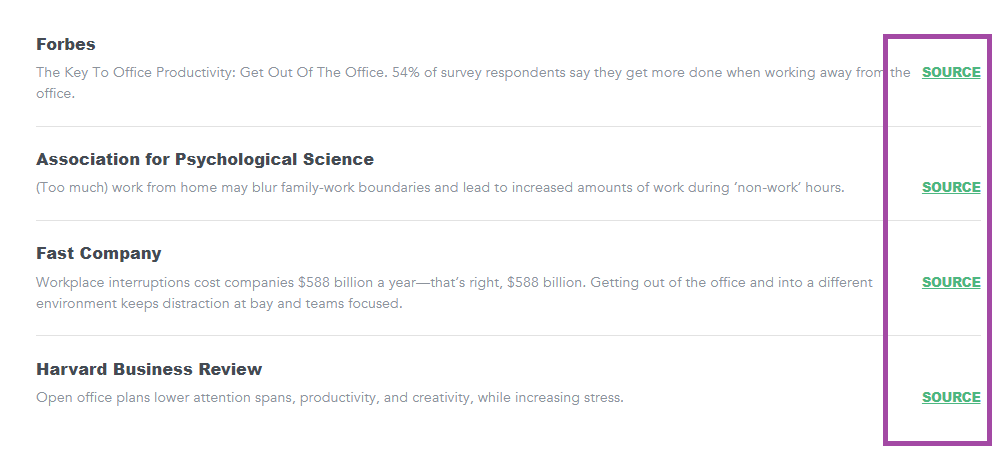 Forbes
The Key To Office Productivity: Get Out Of The Office. 54% of survey respondents say they get more done when working away from the SOURCE
office.
Association for Psychological Science
(Too much) work from home may blur family-work boundaries and lead to increased amounts of work during ‘non-work’ hours. SOURCE
Fast Company
Workplace interruptions cost companies $588 billion a year—that’s right, $588 billion. Getting out of the office and into a different SOURCE
environment keeps distraction at bay and teams focused.
Harvard Business Review
Open office plans lower attention spans, productivity, and creativity, while increasing stress. SOURCE